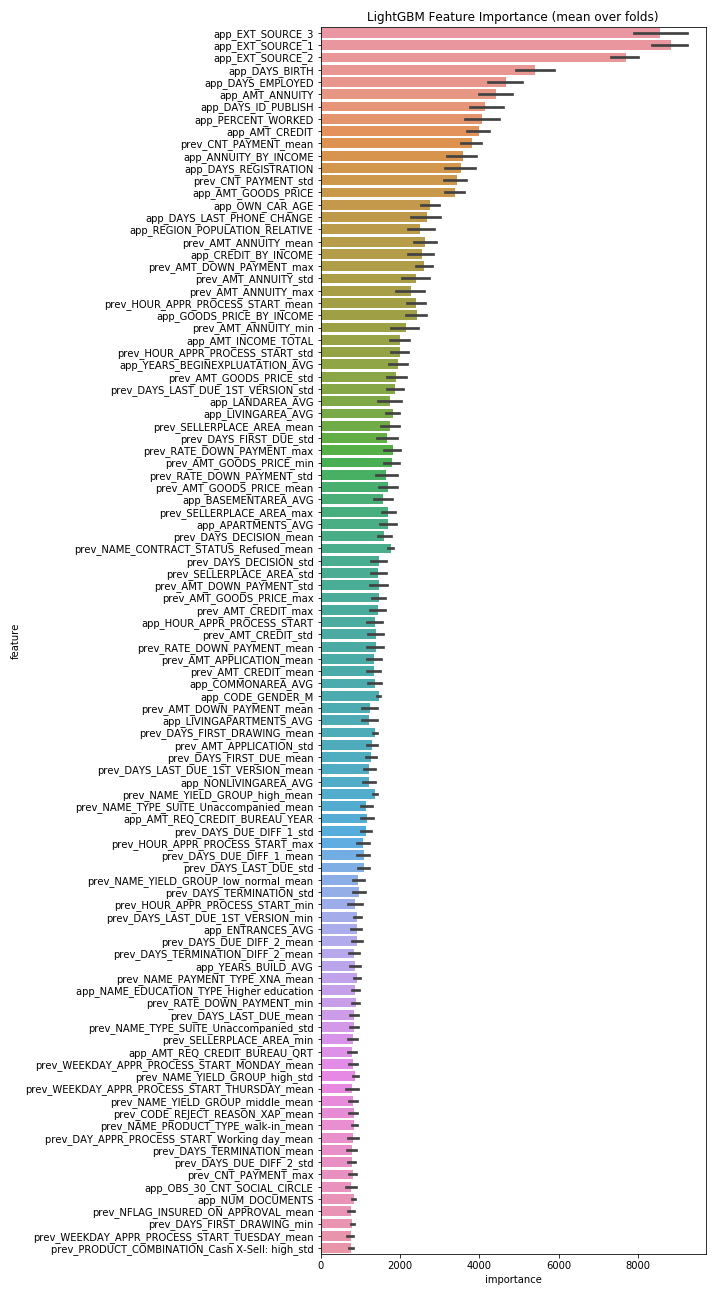 LightGBM Feature Importance (mean over folds)
app_EXT_SOURCE_3
app_EXT_SOURCE_1
app_EXT_SOURCE_2
app_DAYS_BIRTH
app_DAYS_EMPLOYED
app_AMT_ANNUITY
app_DAYS_ID_PUBLISH
app_PERCENT_WORKED
app_AMT_CREDIT
prev_CNT_PAYMENT_mean
app_ANNUITY_BY_INCOME
app_DAYS_REGISTRATION
prev_CNT_PAYMENT_std
app_AMT_GOODS_PRICE
app_OWN_CAR_AGE
app_DAYS_LAST_PHONE_CHANGE
app_REGION_POPULATION_RELATIVE
prev_AMT_ANNUITY_mean
app_CREDIT_BY_INCOME
prev_AMT_DOWN_PAYMENT_max
prev_AMT_ANNUITY_std
prev_AMT_ANNUITY_max
prev_HOUR_APPR_PROCESS_START_mean
app_GOODS_PRICE_BY_INCOME
prev_AMT_ANNUITY_min
app_AMT_INCOME_TOTAL
prev_HOUR_APPR_PROCESS_START_std
app_YEARS_BEGINEXPLUATATION_AVG
prev_AMT_GOODS_PRICE_std
prev_DAYS_LAST_DUE_1ST_VERSION_std
app_LANDAREA_AVG
app_LIVINGAREA_AVG
prev_SELLERPLACE_AREA_mean
prev_DAYS_FIRST_DUE_std
prev_RATE_DOWN_PAYMENT_max
prev_AMT_GOODS_PRICE_min
prev_RATE_DOWN_PAYMENT_std
prev_AMT_GOODS_PRICE_mean
app_BASEMENTAREA_AVG
prev_SELLERPLACE_AREA_max
app_APARTMENTS_AVG
prev_DAYS_DECISION_mean
prev_NAME_CONTRACT_STATUS_Refused_mean
prev_DAYS_DECISION_std
prev_SELLERPLACE_AREA_std
prev_AMT_DOWN_PAYMENT_std
prev_AMT_GOODS_PRICE_max
prev_AMT_CREDIT_max
app_HOUR_APPR_PROCESS_START
prev_AMT_CREDIT_std
prev_RATE_DOWN_PAYMENT_mean
prev_AMT_APPLICATION_mean
prev_AMT_CREDIT_mean
app_COMMONAREA_AVG
app_CODE_GENDER_M
prev_AMT_DOWN_PAYMENT_mean
app_LIVINGAPARTMENTS_AVG
prev_DAYS_FIRST_DRAWING_mean
prev_AMT_APPLICATION_std
prev_DAYS_FIRST_DUE_mean
prev_DAYS_LAST_DUE_1ST_VERSION_mean
app_NONLIVINGAREA_AVG
prev_NAME_YIELD_GROUP_high_mean
prev_NAME_TYPE_SUITE_Unaccompanied_mean
app_AMT_REQ_CREDIT_BUREAU_YEAR
prev_DAYS_DUE_DIFF_1_std
prev_HOUR_APPR_PROCESS_START_max
prev_DAYS_DUE_DIFF_1_mean
prev_DAYS_LAST_DUE_std
prev_NAME_YIELD_GROUP_low_normal_mean
prev_DAYS_TERMINATION_std
prev_HOUR_APPR_PROCESS_START_min
prev_DAYS_LAST_DUE_1ST_VERSION_min
app_ENTRANCES_AVG
prev_DAYS_DUE_DIFF_2_mean
prev_DAYS_TERMINATION_DIFF_2_mean
app_YEARS_BUILD_AVG
prev_NAME_PAYMENT_TYPE_XNA_mean
app_NAME_EDUCATION_TYPE_Higher education
prev_RATE_DOWN_PAYMENT_min
prev_DAYS_LAST_DUE_mean
prev_NAME_TYPE_SUITE_Unaccompanied_std
prev_SELLERPLACE_AREA_min
app_AMT_REQ_CREDIT_BUREAU_QRT
prev_WEEKDAY_APPR_PROCESS_START_MONDAY_mean
prev_NAME_YIELD_GROUP_high_std
prev_WEEKDAY_APPR_PROCESS_START_THURSDAY_mean
prev_NAME_YIELD_GROUP_middle_mean
prev_CODE_REJECT_REASON_XAP_mean
prev_NAME_PRODUCT_TYPE_walk-in_mean
prev_DAY_APPR_PROCESS_START_Working day_mean
prev_DAYS_TERMINATION_mean
prev_DAYS_DUE_DIFF_2_std
prev_CNT_PAYMENT_max
app_OBS_30_CNT_SOCIAL_CIRCLE
app_NUM_DOCUMENTS
prev_NFLAG_INSURED_ON_APPROVAL_mean
prev_DAYS_FIRST_DRAWING_min
prev_WEEKDAY_APPR_PROCESS_START_TUESDAY_mean
prev_PRODUCT_COMBINATION_Cash X-Sell: high_std
feature
0 2000 4000 6000 8000
importance